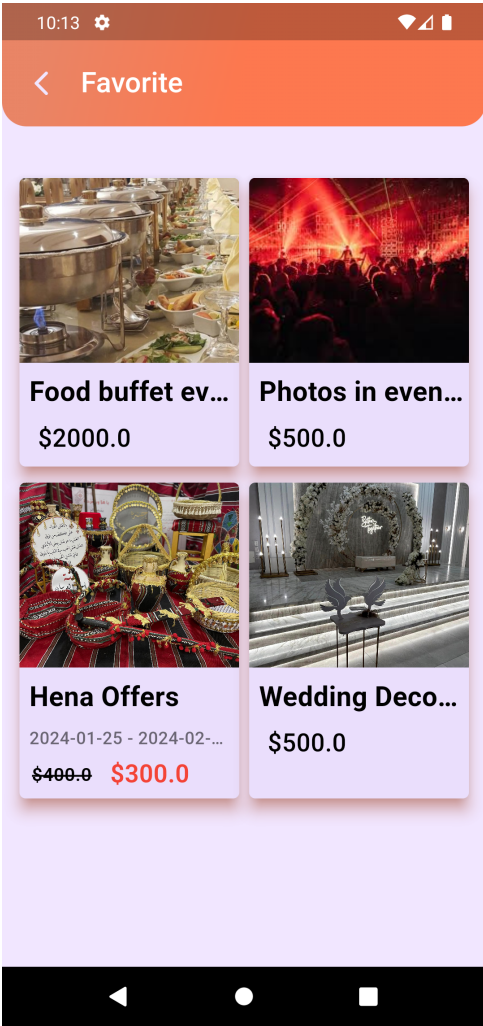 10:13
Favorite
Food buffet ev...
$2000.0
Photos in even...
$500.0
Hena Offers
2024-01-25 - 2024-02-...
$400.0 $300.0
Wedding Deco...
$500.0